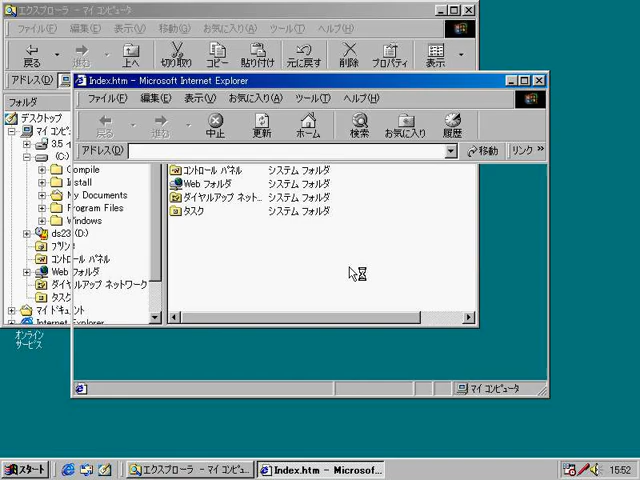 エクスプローラ - マイ コンピュータ
ファイル(F) 編集(E) 表示(V) 移動(G) お気に入り(A) ツール(T) ヘルプ(H)
戻る 進む 上へ 切り取り コピー 貼り付け 元に戻す 削除 プロパティ 表示
アドレス(D)
Index.htm - Microsoft Internet Explorer
ファイル(F) 編集(E) 表示(V) お気に入り(A) ツール(T) ヘルプ(H)
戻る 進む 中止 更新 ホーム 検索 お気に入り 履歴
アドレス(D) 移動 リンク »
フォルダ
デスクトップ
マイ コンピ
3.5 イ
(C:)
Compile
Install
My Documents
Program Files
Windows
ds23 (D:)
プリン
コントロール パネル
Web フォルダ
ダイヤルアップ ネットワーク
タスク
マイ ドキュメント
Internet Explorer
コントロール パネル システム フォルダ
Web フォルダ システム フォルダ
ダイヤルアップ ネット... システム フォルダ
タスク システム フォルダ
オンライン
サービス
マイ コンピュータ
スタート エクスプローラ - マイ コンピュ... Index.htm - Microsof... 15:52